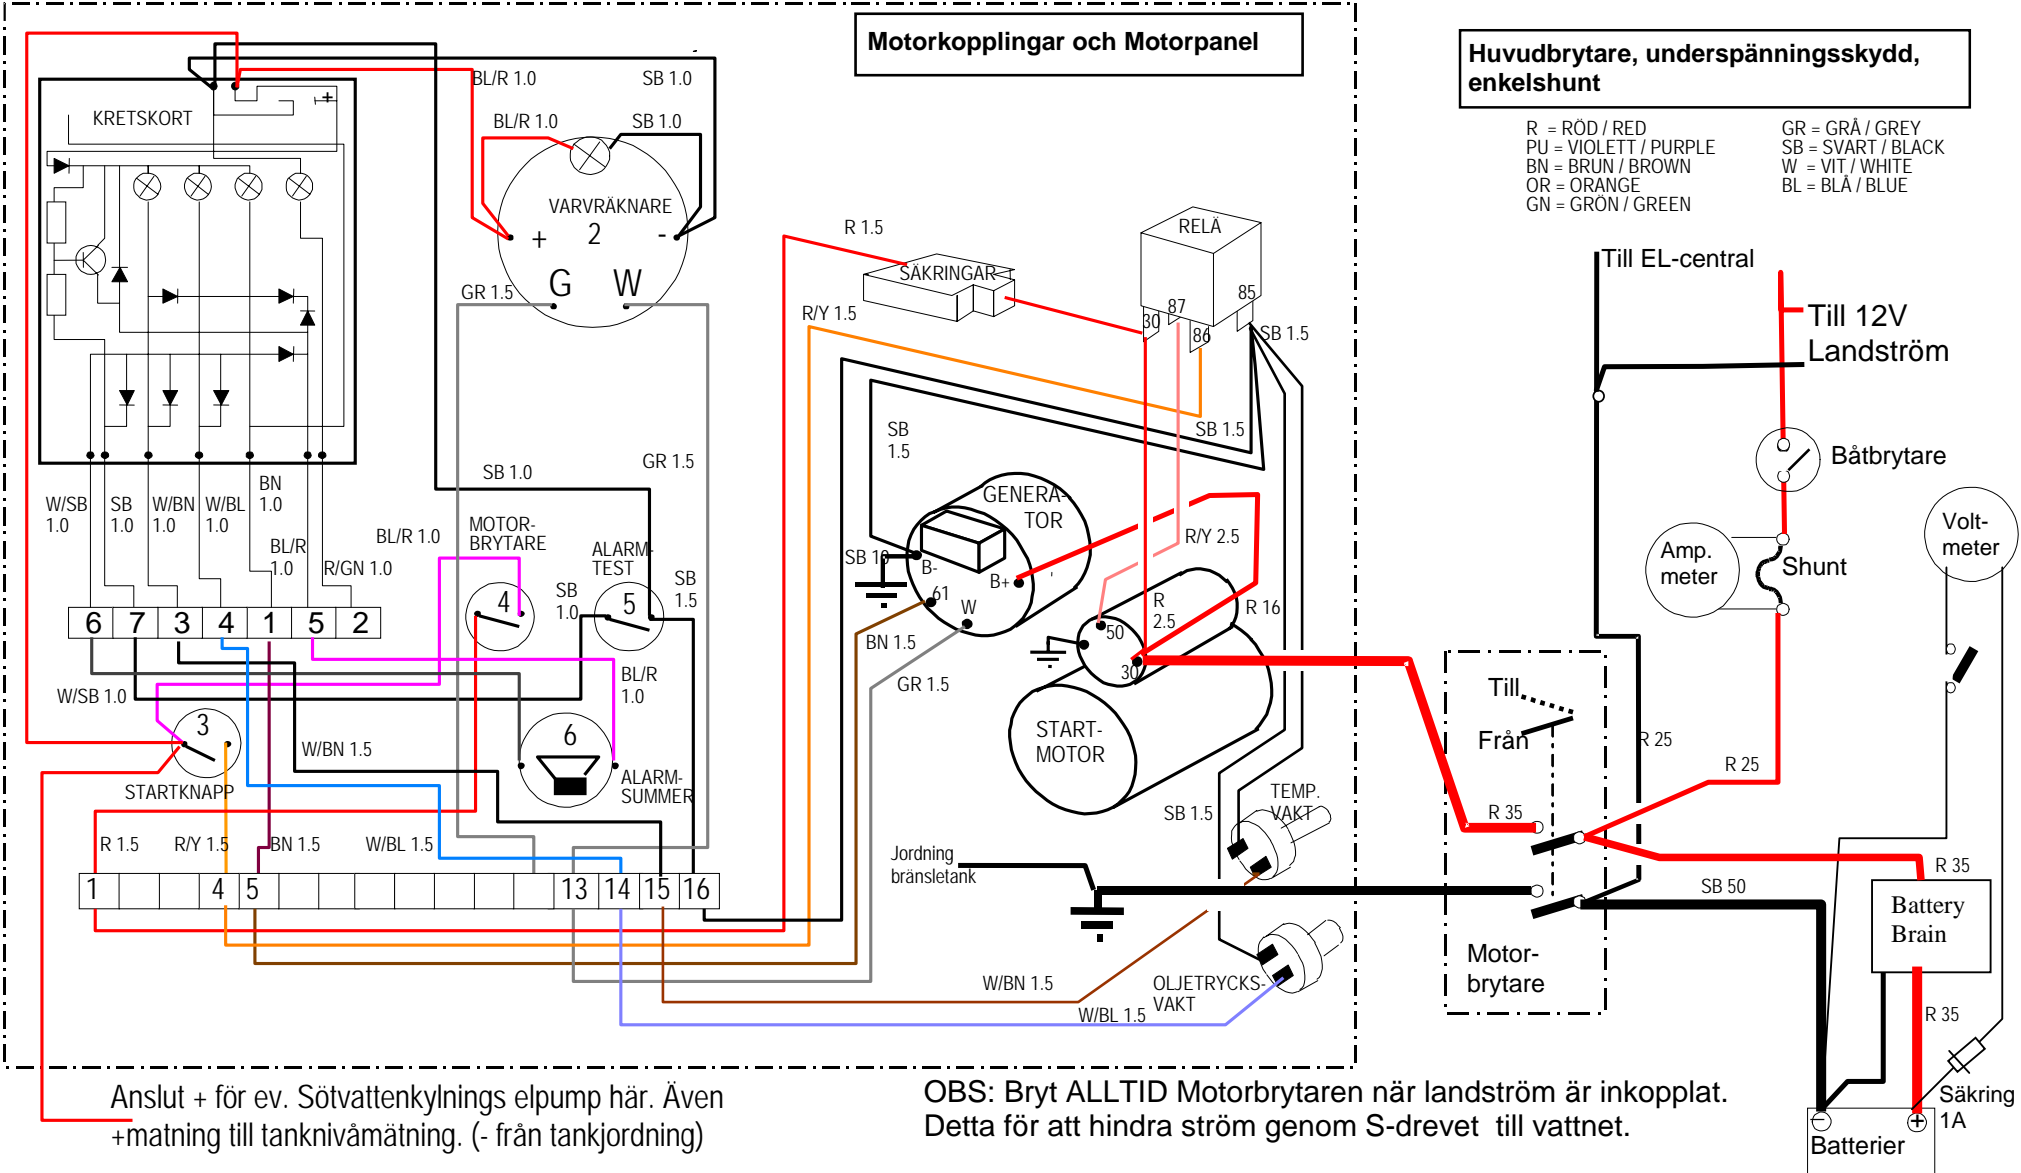 Motorkopplingar och Motorpanel
Huvudbrytare, underspänningsskydd,
enkelshunt
R = RÖD / RED
PU = VIOLETT / PURPLE
BN = BRUN / BROWN
OR = ORANGE
GN = GRÖN / GREEN
GR = GRÅ / GREY
SB = SVART / BLACK
W = VIT / WHITE
BL = BLÅ / BLUE
KRETSKORT
+
BL/R 1.0
SB 1.0
BL/R 1.0
SB 1.0
VARVRÄKNARE
+
2
-
G
W
GR 1.5
R 1.5
SÄKRINGAR
RELÄ
30
87
86
85
R/Y 1.5
SB 1.5
SB 1.5
SB
1.5
SB 1.0
GR 1.5
W/SB
1.0
SB
1.0
W/BN
1.0
W/BL
1.0
BN
1.0
BL/R
1.0
R/GN 1.0
BL/R 1.0
MOTOR-
BRYTARE
4
ALARM-
TEST
5
SB
1.0
SB
1.5
GENERA-
TOR
SB 10
B-
B+
61
W
R/Y 2.5
R
2.5
R 16
50
30
START-
MOTOR
BN 1.5
GR 1.5
6
7
3
4
1
5
2
W/SB 1.0
BL/R
1.0
3
STARTKNAPP
W/BN 1.5
6
ALARM-
SUMMER
R 1.5
R/Y 1.5
BN 1.5
W/BL 1.5
1
4
5
13
14
15
16
Jordning
bränsletank
SB 1.5
TEMP.
VAKT
OLJETRYCKS-
VAKT
W/BN 1.5
W/BL 1.5
Till EL-central
Till 12V
Landström
Båtbrytare
Amp.
meter
Shunt
Volt-
meter
Till
Från
R 25
R 25
R 35
R 35
SB 50
Motor-
brytare
Battery
Brain
R 35
Säkring
1A
-
+
Batterier
Anslut + för ev. Sötvattenkylnings elpump här. Även
+matning till tanknivåmätning. (- från tankjordning)
OBS: Bryt ALLTID Motorbrytaren när landström är inkopplat.
Detta för att hindra ström genom S-drevet till vattnet.